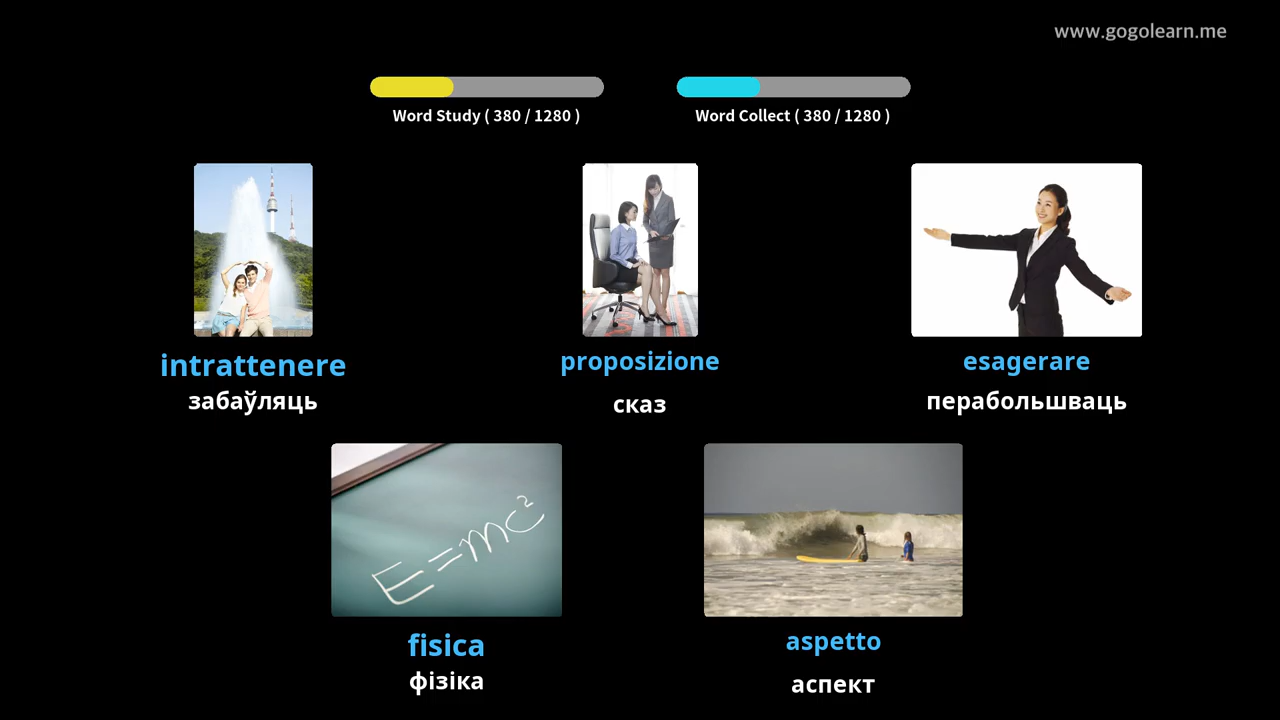 www.gogolearn.me
Word Study ( 380 / 1280 )
Word Collect ( 380 / 1280 )
intrattenere
забаўляць
proposizione
сказ
esagerare
перабольшваць
E=mc²
fisica
фізіка
aspetto
аспект